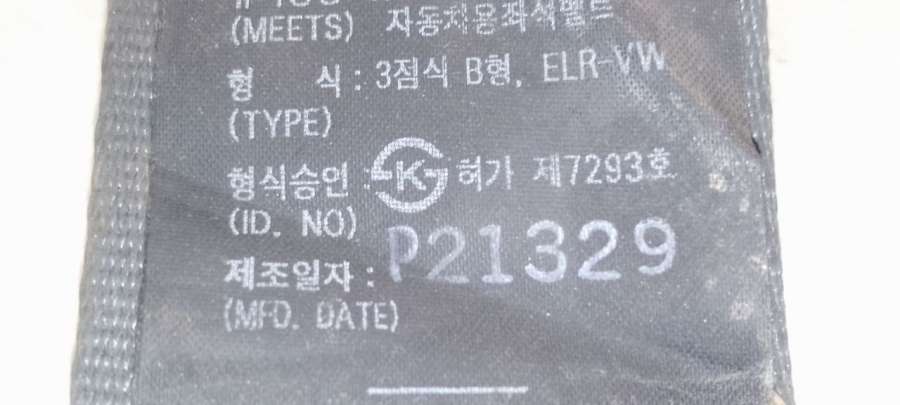 (MEETS) 자동차용좌석벨트
형 식 : 3점식 B형, ELR-VW
(TYPE)
형식승인 : K 허가 제7293호
(ID. NO)
제조일자 : P21329
(MFD. DATE)